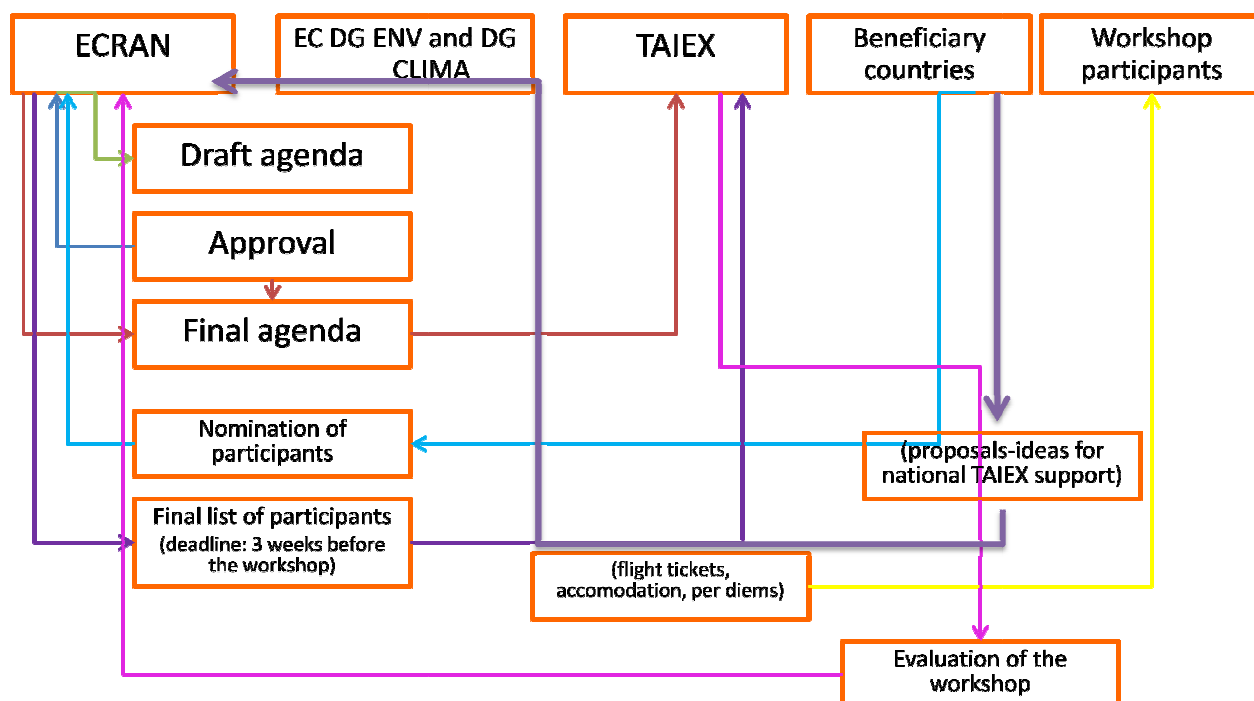 ECRAN
EC DG ENV and DG
CLIMA
TAIEX
Beneficiary
countries
Workshop
participants
Draft agenda
Approval
Final agenda
Nomination of
participants
(proposals-ideas for
national TAIEX support)
Final list of participants
(deadline: 3 weeks before
the workshop)
(flight tickets,
accomodation, per diems)
Evaluation of the
workshop